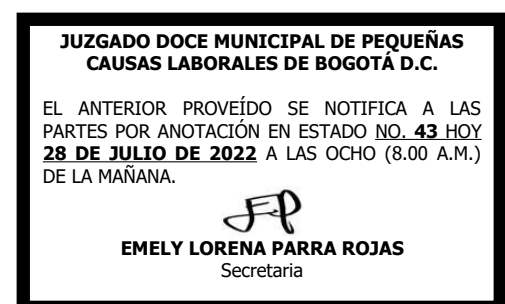 JUZGADO DOCE MUNICIPAL DE PEQUEÑAS
CAUSAS LABORALES DE BOGOTÁ D.C.
EL ANTERIOR PROVEÍDO SE NOTIFICA A LAS
PARTES POR ANOTACIÓN EN ESTADO NO. 43 HOY
28 DE JULIO DE 2022 A LAS OCHO (8.00 A.M.)
DE LA MAÑANA.
EMELY LORENA PARRA ROJAS
Secretaria